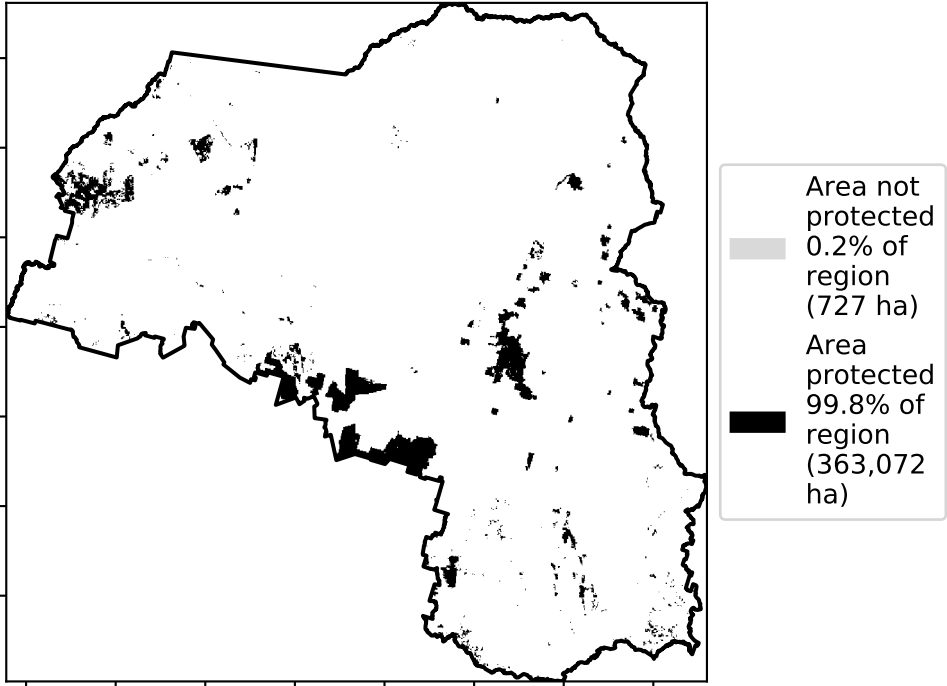 Area not
protected
0.2% of
region
(727 ha)
Area
protected
99.8% of
region
(363,072
ha)